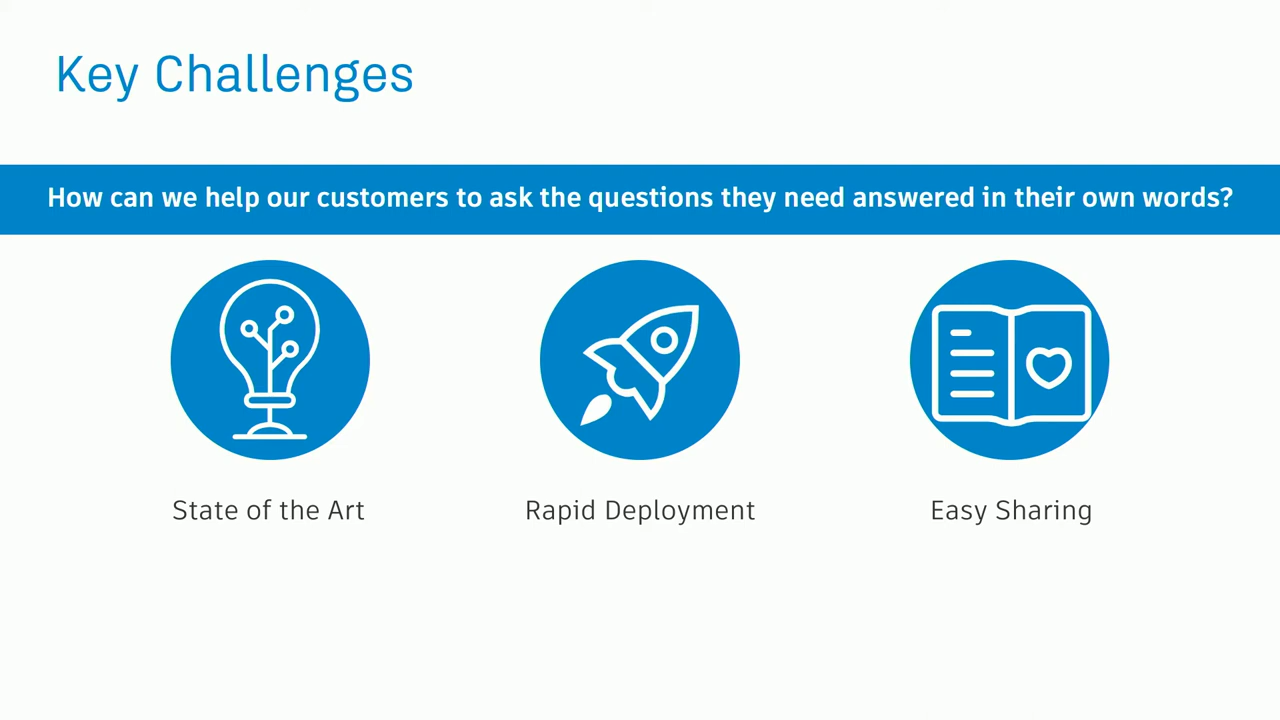 Key Challenges
How can we help our customers to ask the questions they need answered in their own words?
State of the Art
Rapid Deployment
Easy Sharing